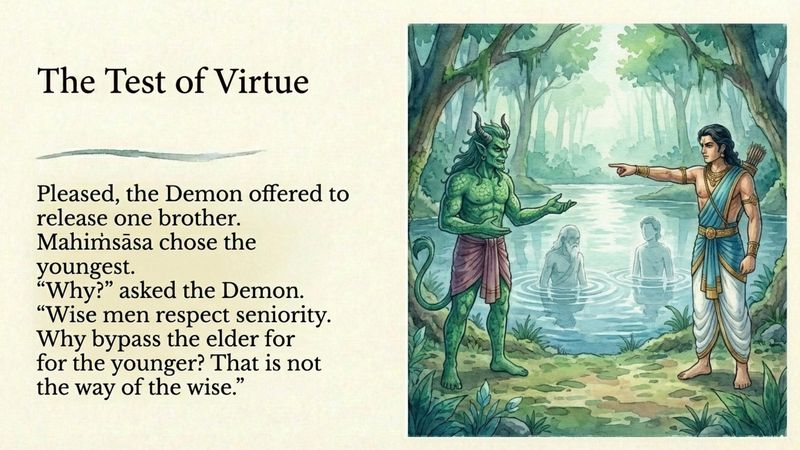 The Test of Virtue
Pleased, the Demon offered to
release one brother.
Mahiṁsāsa chose the
youngest.
“Why?” asked the Demon.
“Wise men respect seniority.
Why bypass the elder for
for the younger? That is not
the way of the wise.”